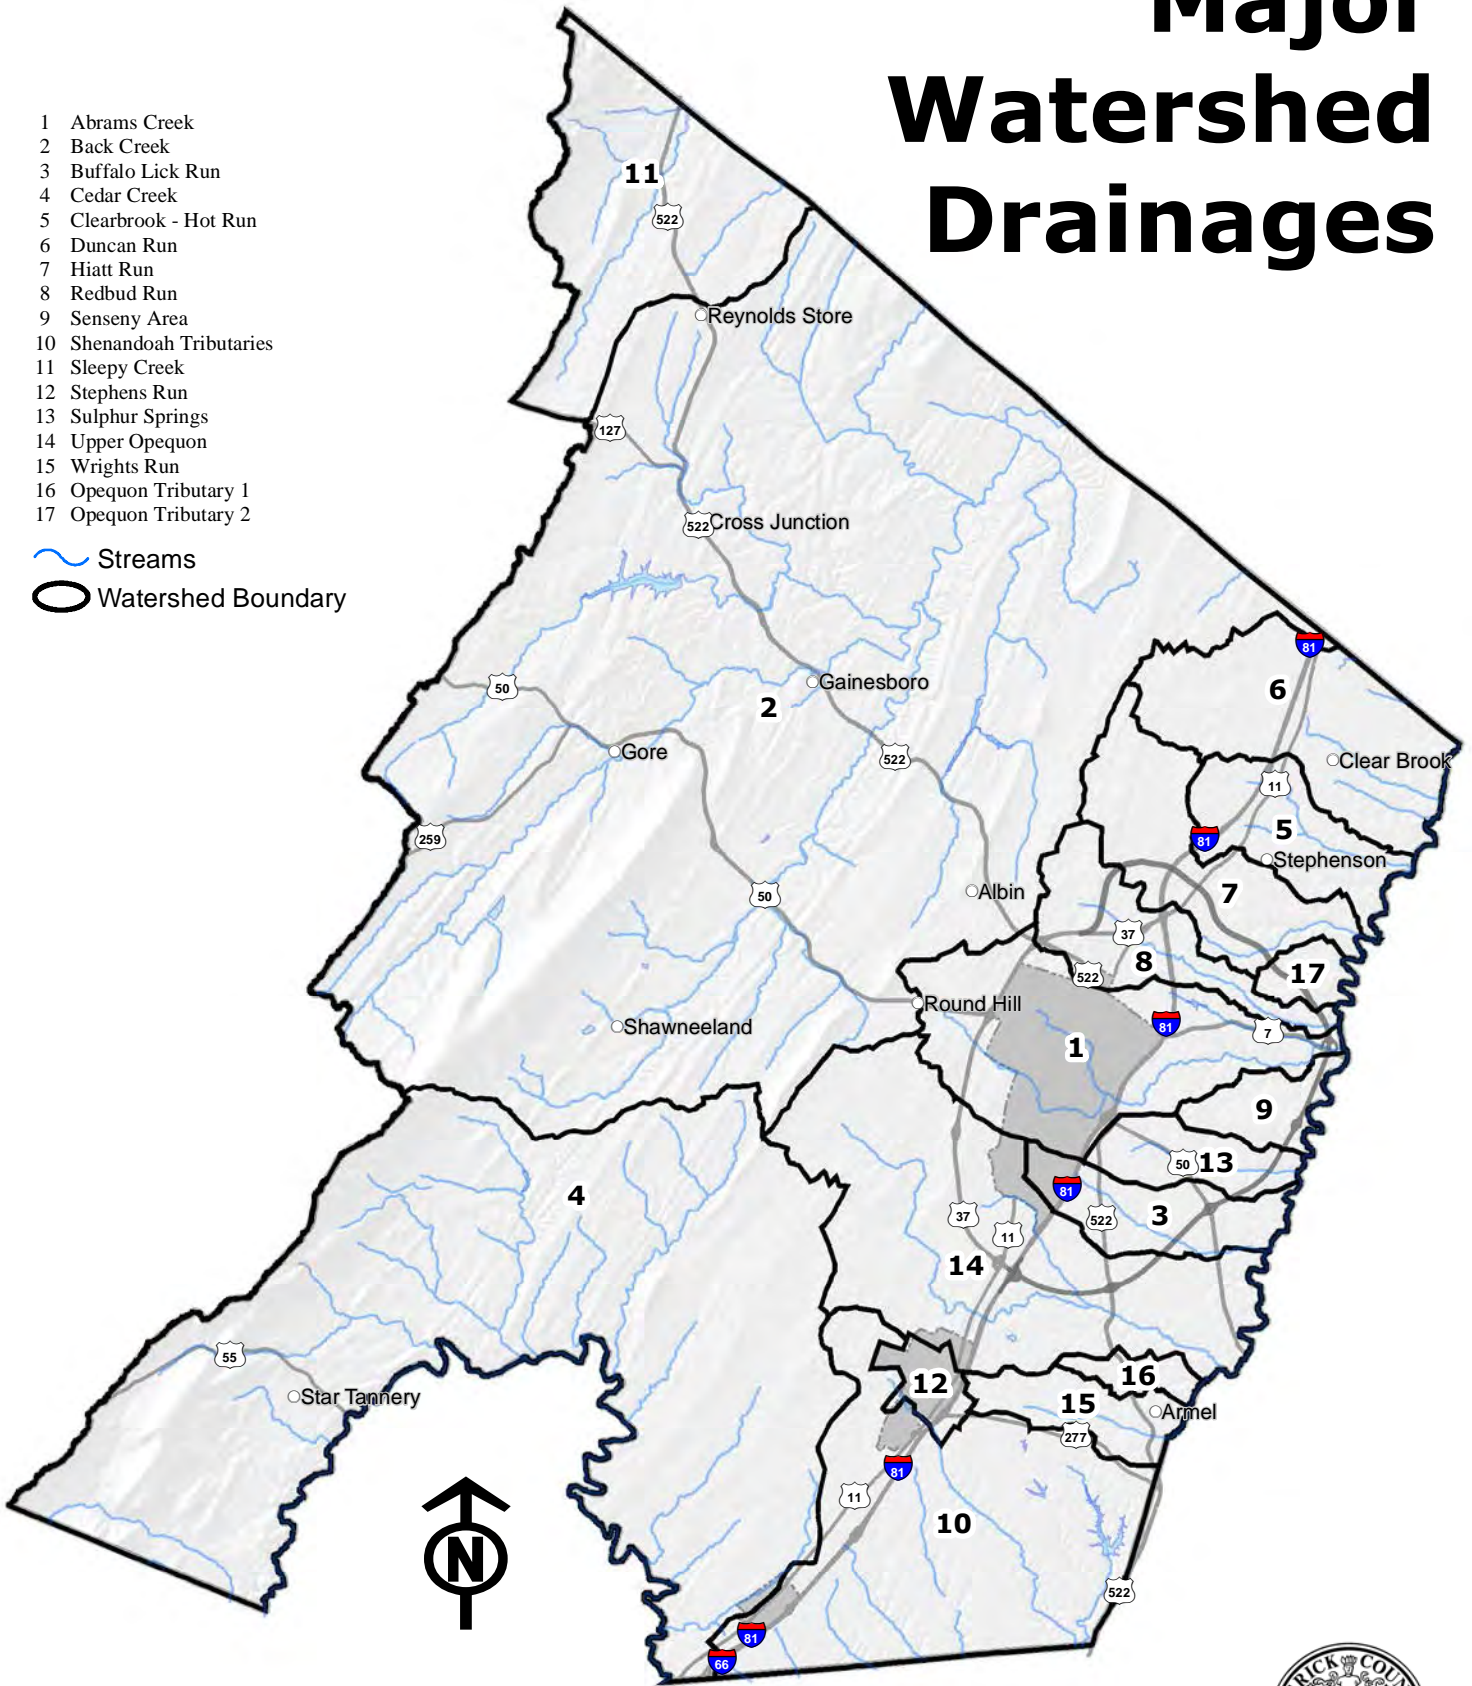 Major
Watershed
Drainages
1 Abrams Creek
2 Back Creek
3 Buffalo Lick Run
4 Cedar Creek
5 Clearbrook - Hot Run
6 Duncan Run
7 Hiatt Run
8 Redbud Run
9 Senseny Area
10 Shenandoah Tributaries
11 Sleepy Creek
12 Stephens Run
13 Sulphur Springs
14 Upper Opequon
15 Wrights Run
16 Opequon Tributary 1
17 Opequon Tributary 2
Streams
Watershed Boundary
11
522
Reynolds Store
127
522 Cross Junction
81
50
Gainesboro
6
2
Gore
522
Clear Brook
11
259
81
5
Stephenson
50
Albin
7
37
8
522
17
Round Hill
Shawneeland
81
7
1
9
50
13
4
81
37
11
522
3
14
55
12
16
Star Tannery
15
Armel
277
81
11
10
522
81
66
N
RICK COUN